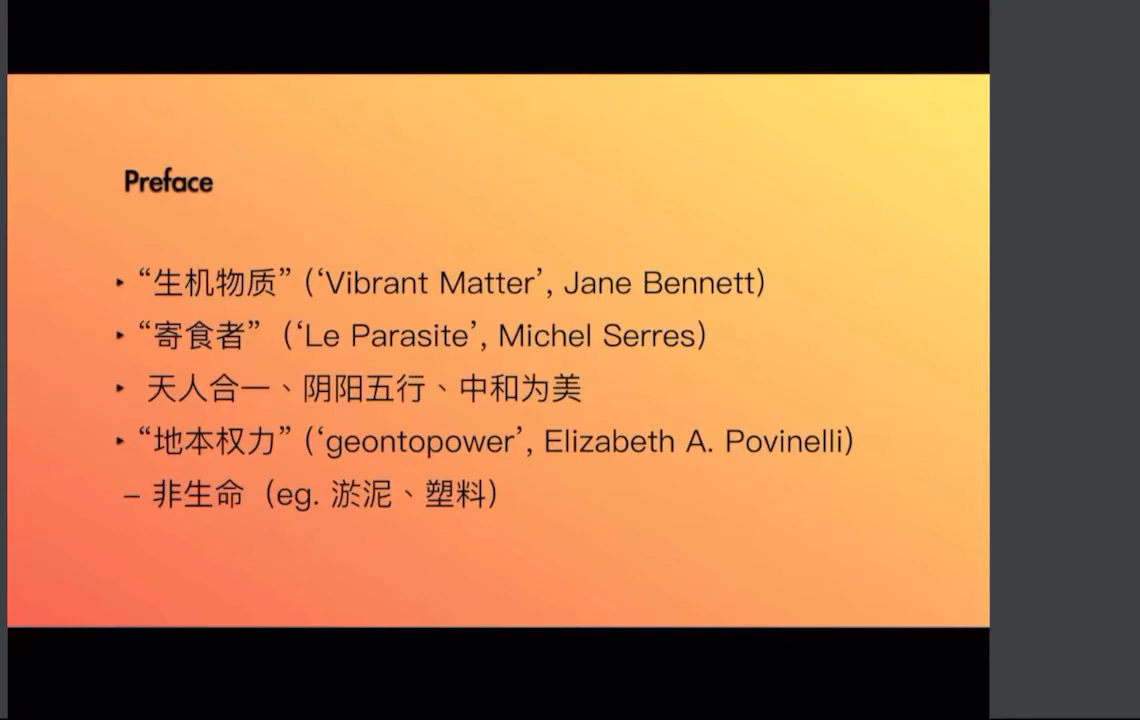 Preface
‣ “生机物质” (‘Vibrant Matter’, Jane Bennett)
‣ “寄食者” (‘Le Parasite’, Michel Serres)
‣ 天人合一、阴阳五行、中和为美
‣ “地本权力” (‘geontopower’, Elizabeth A. Povinelli)
– 非生命（eg. 淤泥、塑料）